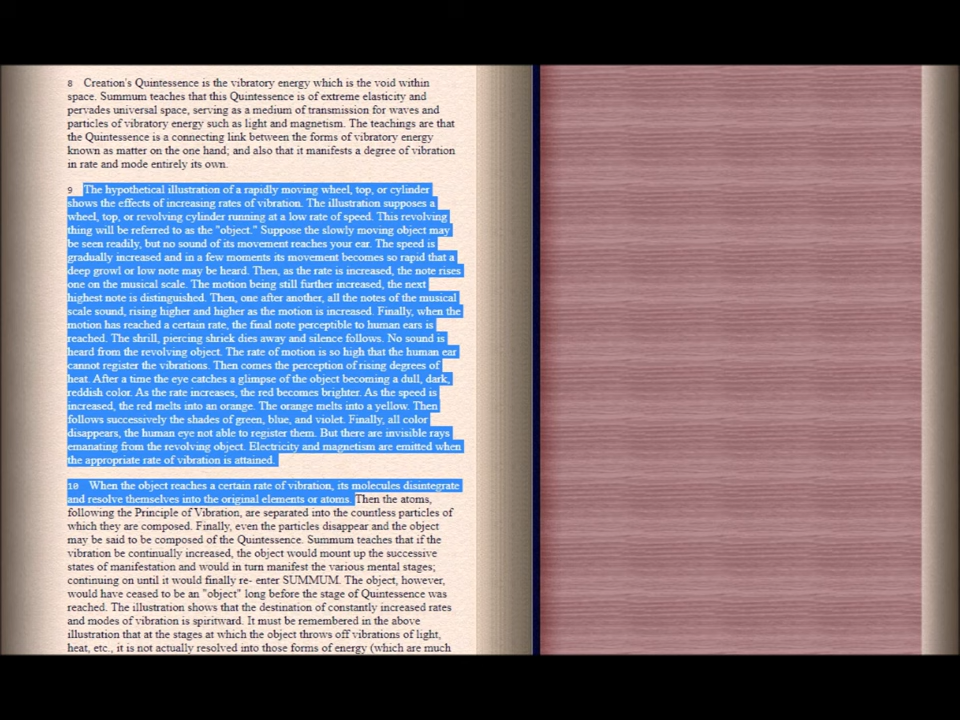 8 Creation's Quintessence is the vibratory energy which is the void within
space. Summum teaches that this Quintessence is of extreme elasticity and
pervades universal space, serving as a medium of transmission for waves and
particles of vibratory energy such as light and magnetism. The teachings are that
the Quintessence is a connecting link between the forms of vibratory energy
known as matter on the one hand; and also that it manifests a degree of vibration
in rate and mode entirely its own.
9 The hypothetical illustration of a rapidly moving wheel, top, or cylinder
shows the effects of increasing rates of vibration. The illustration supposes a
wheel, top, or revolving cylinder running at a low rate of speed. This revolving
thing will be referred to as the "object." Suppose the slowly moving object may
be seen readily, but no sound of its movement reaches your ear. The speed is
gradually increased and in a few moments its movement becomes so rapid that a
deep growl or low note may be heard. Then, as the rate is increased, the note rises
one on the musical scale. The motion being still further increased, the next
highest note is distinguished. Then, one after another, all the notes of the musical
scale sound, rising higher and higher as the motion is increased. Finally, when the
motion has reached a certain rate, the final note perceptible to human ears is
reached. The shrill, piercing shriek dies away and silence follows. No sound is
heard from the revolving object. The rate of motion is so high that the human ear
cannot register the vibrations. Then comes the perception of rising degrees of
heat. After a time the eye catches a glimpse of the object becoming a dull, dark,
reddish color. As the rate increases, the red becomes brighter. As the speed is
increased, the red melts into an orange. The orange melts into a yellow. Then
follows successively the shades of green, blue, and violet. Finally, all color
disappears, the human eye not able to register them. But there are invisible rays
emanating from the revolving object. Electricity and magnetism are emitted when
the appropriate rate of vibration is attained.
10 When the object reaches a certain rate of vibration, its molecules disintegrate
and resolve themselves into the original elements or atoms. Then the atoms,
following the Principle of Vibration, are separated into the countless particles of
which they are composed. Finally, even the particles disappear and the object
may be said to be composed of the Quintessence. Summum teaches that if the
vibration be continually increased, the object would mount up the successive
states of manifestation and would in turn manifest the various mental stages;
continuing on until it would finally re- enter SUMMUM. The object, however,
would have ceased to be an "object" long before the stage of Quintessence was
reached. The illustration shows that the destination of constantly increased rates
and modes of vibration is spiritward. It must be remembered in the above
illustration that at the stages at which the object throws off vibrations of light,
heat, etc., it is not actually resolved into those forms of energy (which are much